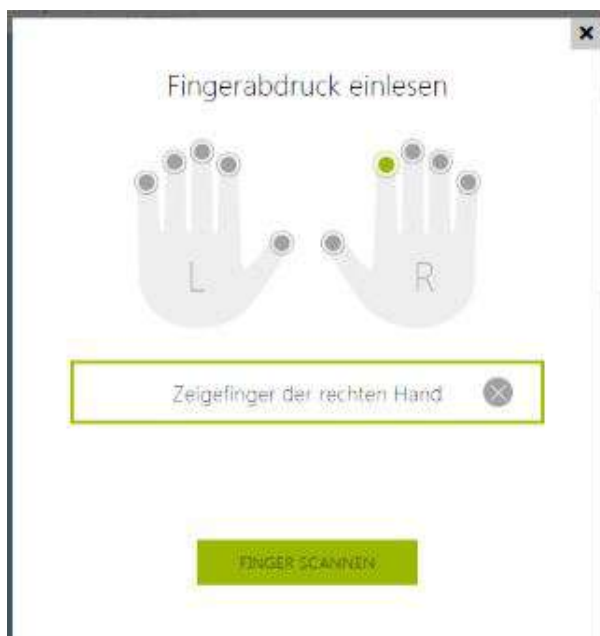 Fingerabdruck einlesen
L
R
Zeigefinger der rechten Hand
FINGER SCANNEN